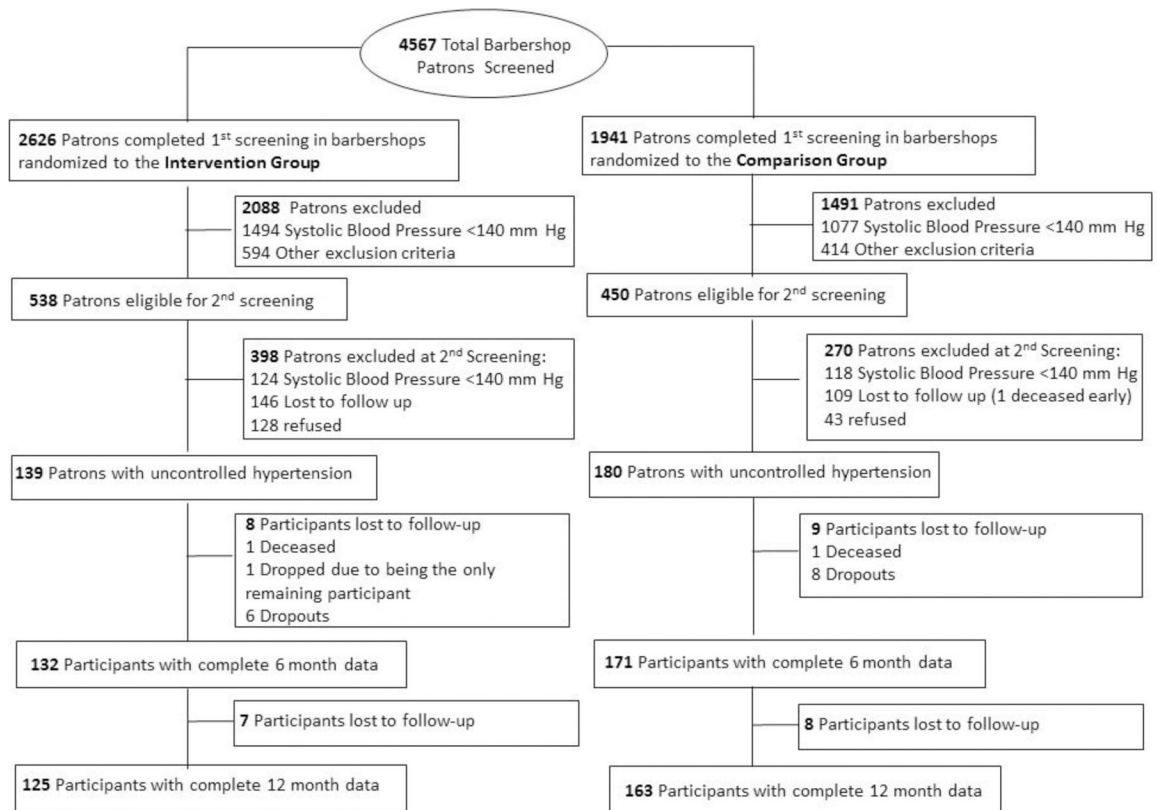 4567 Total Barbershop
Patrons Screened
2626 Patrons completed 1st screening in barbershops
randomized to the Intervention Group
1941 Patrons completed 1st screening in barbershops
randomized to the Comparison Group
2088 Patrons excluded
1494 Systolic Blood Pressure <140 mm Hg
594 Other exclusion criteria
1491 Patrons excluded
1077 Systolic Blood Pressure <140 mm Hg
414 Other exclusion criteria
538 Patrons eligible for 2nd screening
450 Patrons eligible for 2nd screening
398 Patrons excluded at 2nd Screening:
124 Systolic Blood Pressure <140 mm Hg
146 Lost to follow up
128 refused
270 Patrons excluded at 2nd Screening:
118 Systolic Blood Pressure <140 mm Hg
109 Lost to follow up (1 deceased early)
43 refused
139 Patrons with uncontrolled hypertension
180 Patrons with uncontrolled hypertension
8 Participants lost to follow-up
1 Deceased
1 Dropped due to being the only
remaining participant
6 Dropouts
9 Participants lost to follow-up
1 Deceased
8 Dropouts
132 Participants with complete 6 month data
171 Participants with complete 6 month data
7 Participants lost to follow-up
8 Participants lost to follow-up
125 Participants with complete 12 month data
163 Participants with complete 12 month data